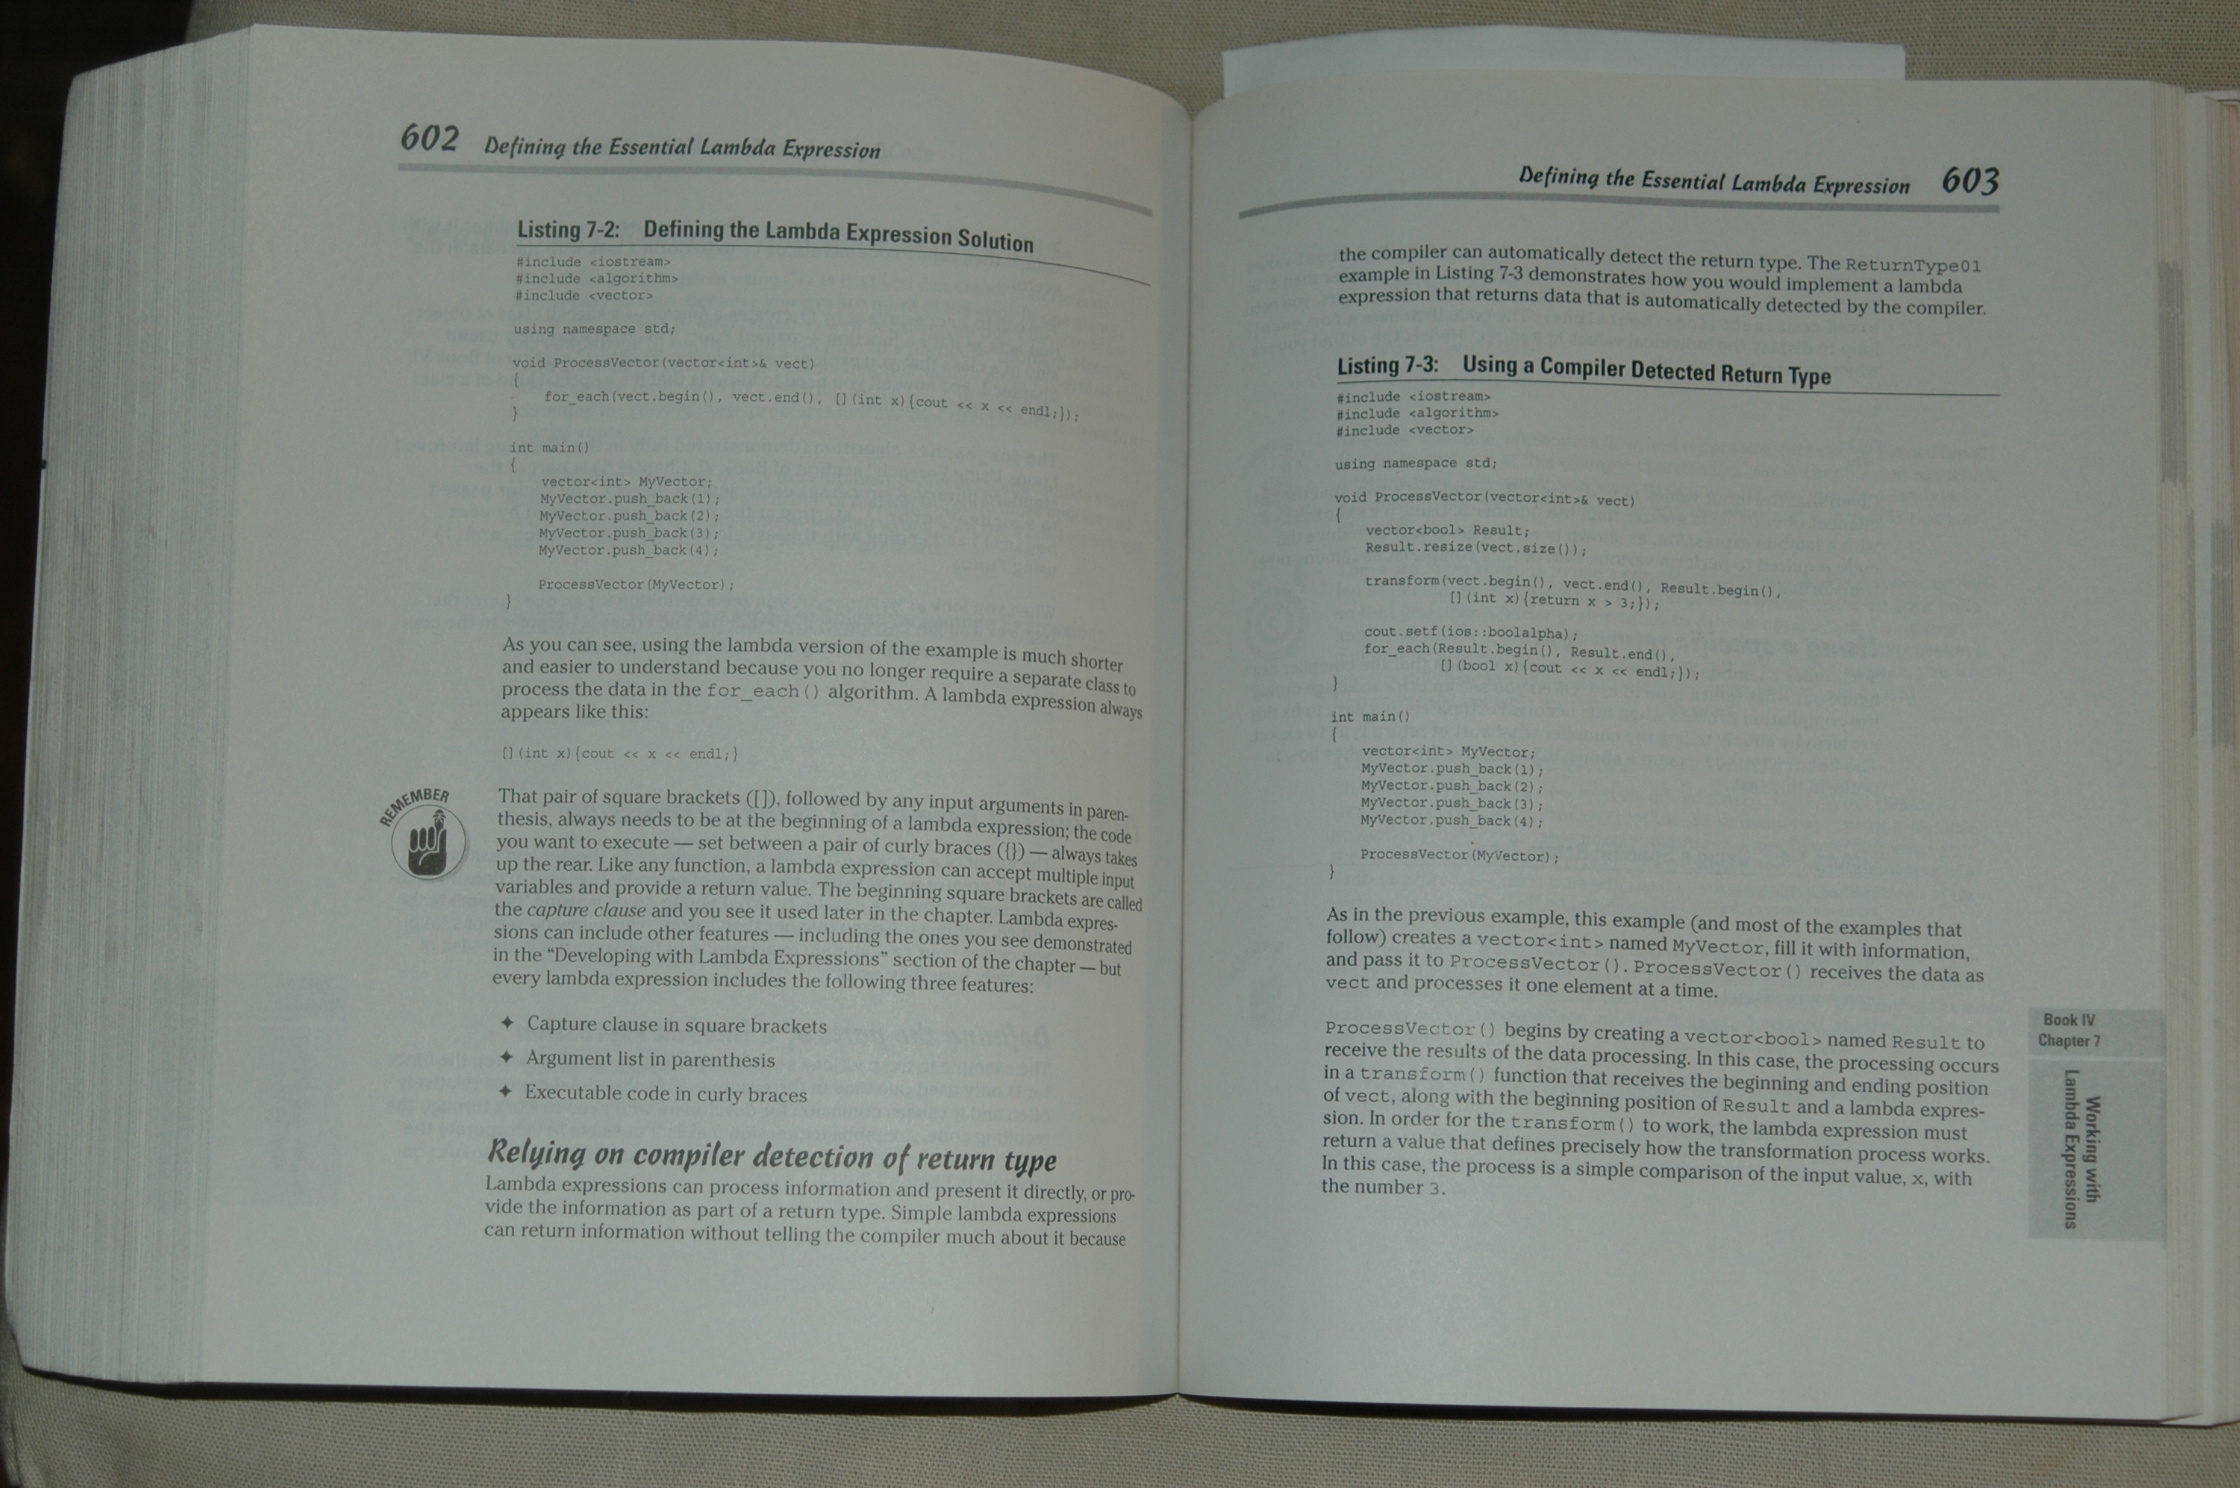 602 Defining the Essential Lambda Expression
Listing 7-2: Defining the Lambda Expression Solution
#include <iostream>
#include <algorithm>
#include <vector>
using namespace std;
void ProcessVector(vector<int>& vect)
{
for_each(vect.begin(), vect.end(), [](int x){cout << x << endl;});
}
int main()
{
vector<int> MyVector;
MyVector.push_back(1);
MyVector.push_back(2);
MyVector.push_back(3);
MyVector.push_back(4);
ProcessVector(MyVector);
}
As you can see, using the lambda version of the example is much shorter
and easier to understand because you no longer require a separate class to
process the data in the for_each() algorithm. A lambda expression always
appears like this:
[](int x){cout << x << endl;}
REMEMBER
That pair of square brackets ([]), followed by any input arguments in paren-
thesis, always needs to be at the beginning of a lambda expression; the code
you want to execute — set between a pair of curly braces ({}) — always takes
up the rear. Like any function, a lambda expression can accept multiple input
variables and provide a return value. The beginning square brackets are called
the capture clause and you see it used later in the chapter. Lambda expres-
sions can include other features — including the ones you see demonstrated
in the “Developing with Lambda Expressions” section of the chapter — but
every lambda expression includes the following three features:
✦ Capture clause in square brackets
✦ Argument list in parenthesis
✦ Executable code in curly braces
Relying on compiler detection of return type
Lambda expressions can process information and present it directly, or pro-
vide the information as part of a return type. Simple lambda expressions
can return information without telling the compiler much about it because
Defining the Essential Lambda Expression 603
the compiler can automatically detect the return type. The ReturnType01
example in Listing 7-3 demonstrates how you would implement a lambda
expression that returns data that is automatically detected by the compiler.
Listing 7-3: Using a Compiler Detected Return Type
#include <iostream>
#include <algorithm>
#include <vector>
using namespace std;
void ProcessVector(vector<int>& vect)
{
vector<bool> Result;
Result.resize(vect.size());
transform(vect.begin(), vect.end(), Result.begin(),
[](int x){return x > 3;});
cout.setf(ios::boolalpha);
for_each(Result.begin(), Result.end(),
[](bool x){cout << x << endl;});
}
int main()
{
vector<int> MyVector;
MyVector.push_back(1);
MyVector.push_back(2);
MyVector.push_back(3);
MyVector.push_back(4);
ProcessVector(MyVector);
}
As in the previous example, this example (and most of the examples that
follow) creates a vector<int> named MyVector, fill it with information,
and pass it to ProcessVector(). ProcessVector() receives the data as
vect and processes it one element at a time.
ProcessVector() begins by creating a vector<bool> named Result to
receive the results of the data processing. In this case, the processing occurs
in a transform() function that receives the beginning and ending position
of vect, along with the beginning position of Result and a lambda expres-
sion. In order for the transform() to work, the lambda expression must
return a value that defines precisely how the transformation process works.
In this case, the process is a simple comparison of the input value, x, with
the number 3.
Book IV
Chapter 7
Working with
Lambda Expressions